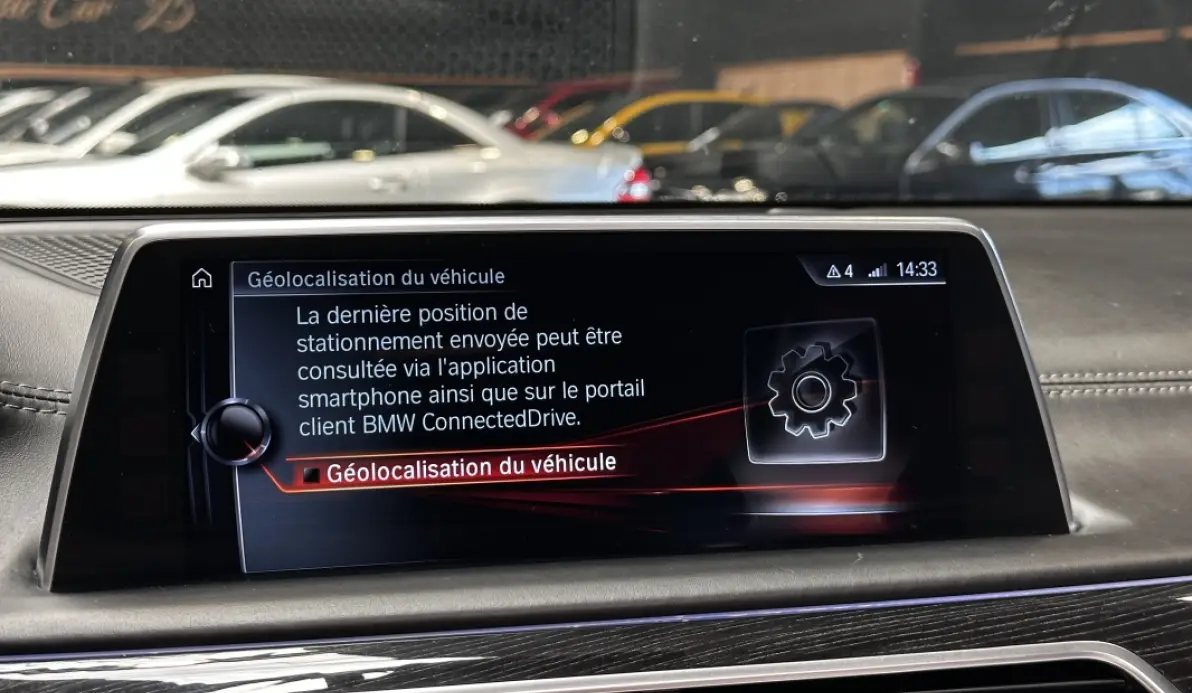 Géolocalisation du véhicule
4 14:33
La dernière position de
stationnement envoyée peut être
consultée via l'application
smartphone ainsi que sur le portail
client BMW ConnectedDrive.
Géolocalisation du véhicule